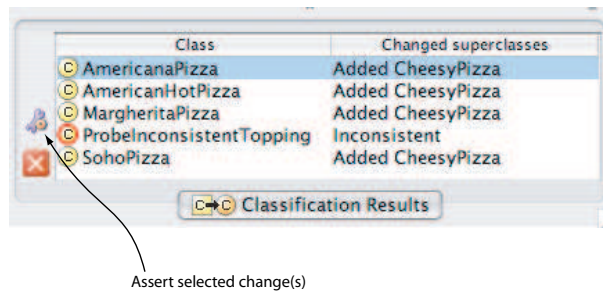 Class Changed superclasses
C AmericanaPizza Added CheesyPizza
C AmericanHotPizza Added CheesyPizza
C MargheritaPizza Added CheesyPizza
C ProbeInconsistentTopping Inconsistent
C SohoPizza Added CheesyPizza
C C Classification Results
Assert selected change(s)